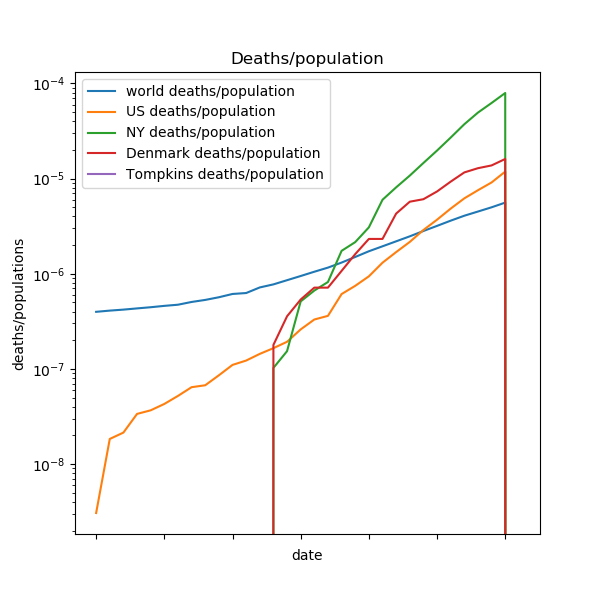 Deaths/population
world deaths/population
US deaths/population
NY deaths/population
Denmark deaths/population
Tompkins deaths/population
10⁻⁴
10⁻⁵
10⁻⁶
10⁻⁷
10⁻⁸
deaths/populations
date